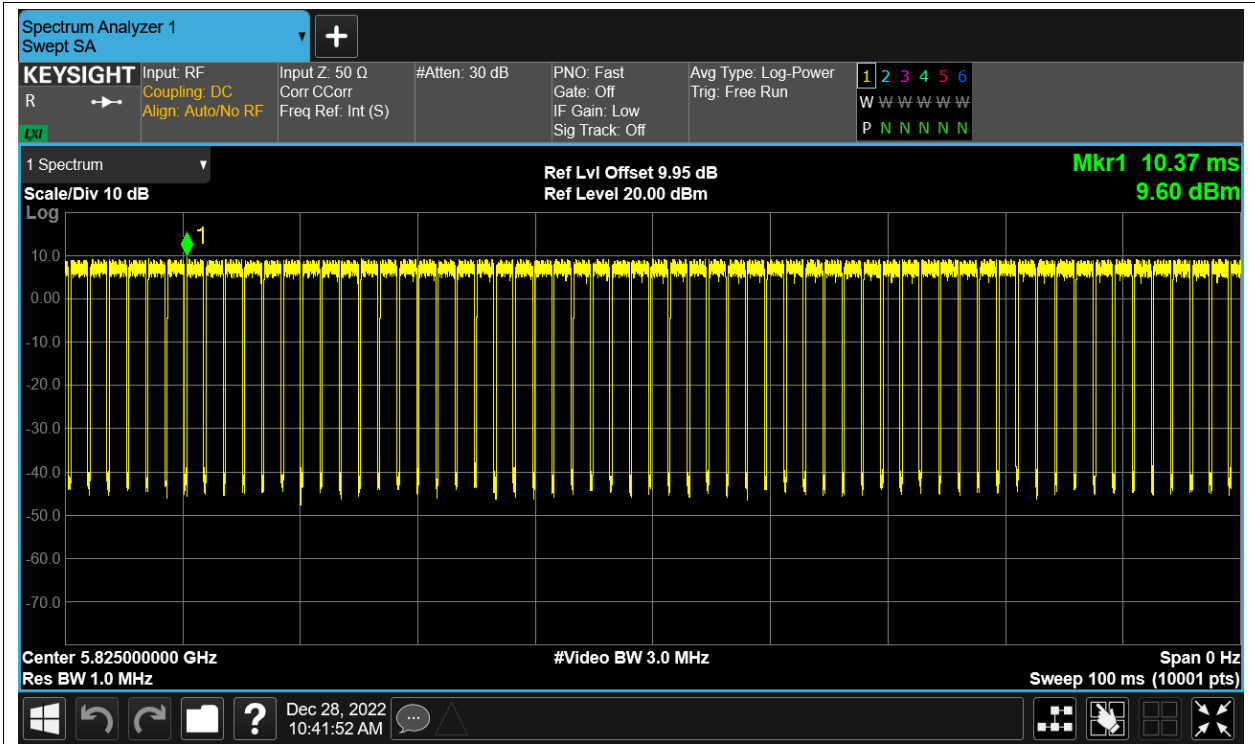 Spectrum Analyzer 1
Swept SA
KEYSIGHT
R
LXI
Input: RF
Coupling: DC
Align: Auto/No RF
Input Z: 50 Ω
Corr CCorr
Freq Ref: Int (S)
#Atten: 30 dB
PNO: Fast
Gate: Off
IF Gain: Low
Sig Track: Off
Avg Type: Log-Power
Trig: Free Run
1 2 3 4 5 6
W W W W W W
P N N N N N
1 Spectrum
Scale/Div 10 dB
Ref Lvl Offset 9.95 dB
Ref Level 20.00 dBm
Mkr1 10.37 ms
9.60 dBm
Log
1
10.0
0.00
-10.0
-20.0
-30.0
-40.0
-50.0
-60.0
-70.0
Center 5.825000000 GHz
#Video BW 3.0 MHz
Span 0 Hz
Res BW 1.0 MHz
Sweep 100 ms (10001 pts)
?
Dec 28, 2022
10:41:52 AM